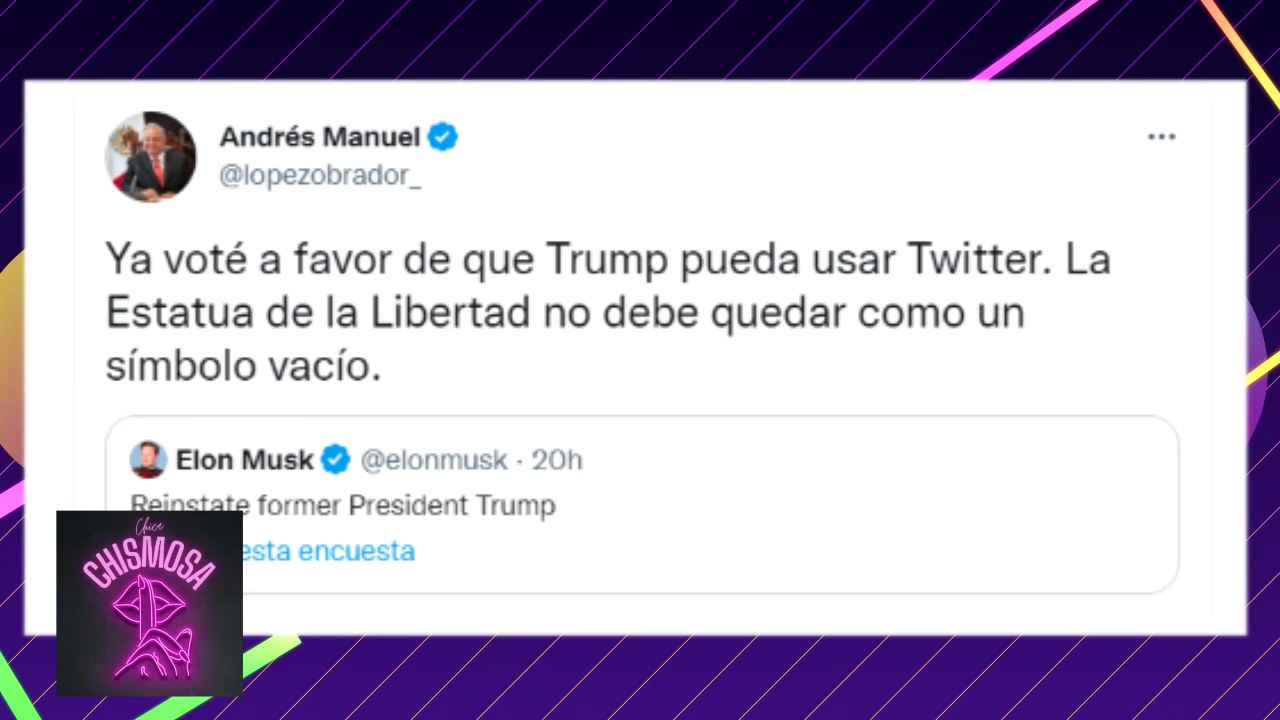 Andrés Manuel
@lopezobrador_
Ya voté a favor de que Trump pueda usar Twitter. La
Estatua de la Libertad no debe quedar como un
símbolo vacío.
Elon Musk @elonmusk · 20h
Reinstate former President Trump
esta encuesta
Chica
CHISMOSA